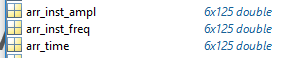 arr_inst_ampl 6x125 double
arr_inst_freq 6x125 double
arr_time 6x125 double